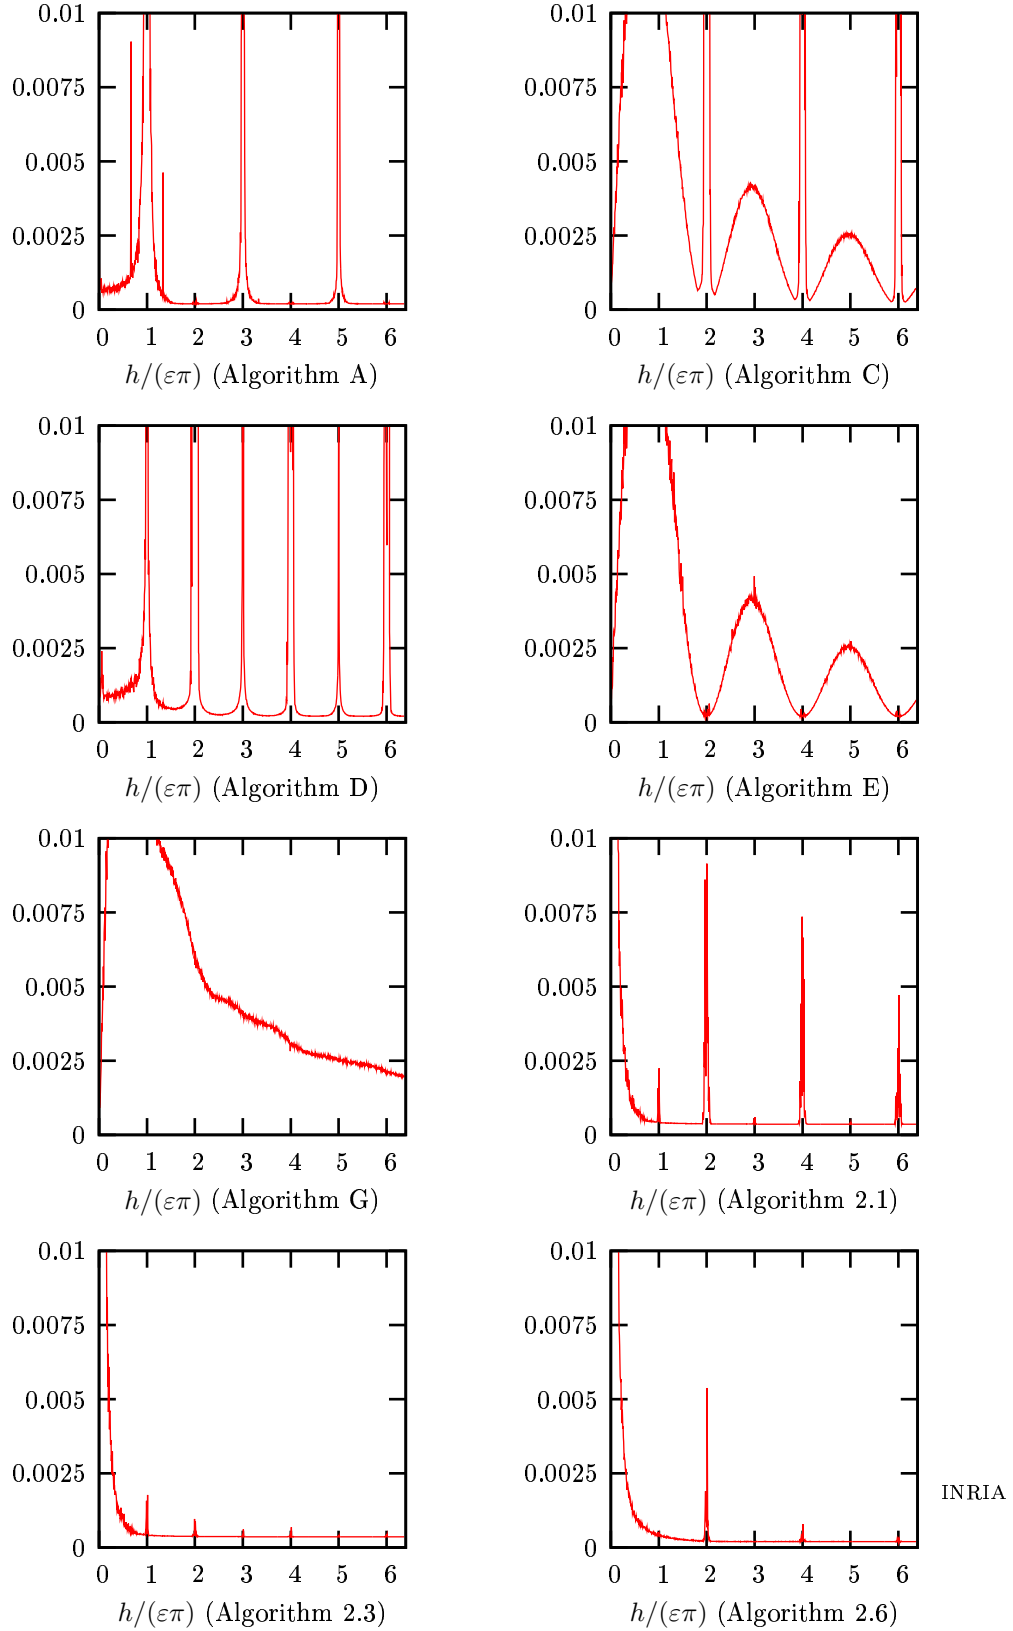 0.01
0.0075
0.005
0.0025
0
0 1 2 3 4 5 6
h/(επ) (Algorithm A)
0.01
0.0075
0.005
0.0025
0
0 1 2 3 4 5 6
h/(επ) (Algorithm C)
0.01
0.0075
0.005
0.0025
0
0 1 2 3 4 5 6
h/(επ) (Algorithm D)
0.01
0.0075
0.005
0.0025
0
0 1 2 3 4 5 6
h/(επ) (Algorithm E)
0.01
0.0075
0.005
0.0025
0
0 1 2 3 4 5 6
h/(επ) (Algorithm G)
0.01
0.0075
0.005
0.0025
0
0 1 2 3 4 5 6
h/(επ) (Algorithm 2.1)
0.01
0.0075
0.005
0.0025
0
0 1 2 3 4 5 6
h/(επ) (Algorithm 2.3)
0.01
0.0075
0.005
0.0025
0
0 1 2 3 4 5 6
h/(επ) (Algorithm 2.6)
INRIA